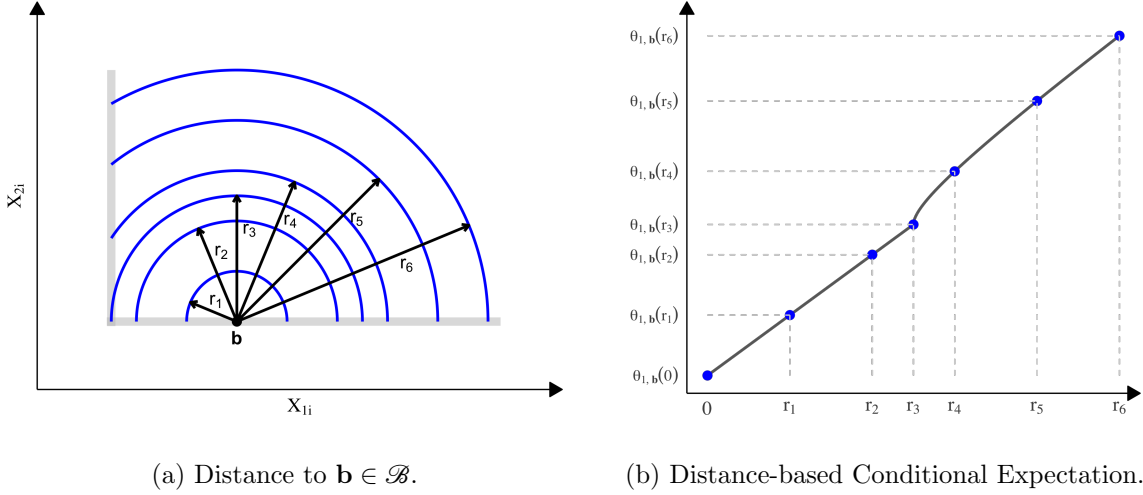 X₂ᵢ
r₁
r₂
r₃
r₄
r₅
r₆
b
X₁ᵢ
(a) Distance to b ∈ ℬ.
θ₁, b(r₆)
θ₁, b(r₅)
θ₁, b(r₄)
θ₁, b(r₃)
θ₁, b(r₂)
θ₁, b(r₁)
θ₁, b(0)
0 r₁ r₂ r₃ r₄ r₅ r₆
(b) Distance-based Conditional Expectation.